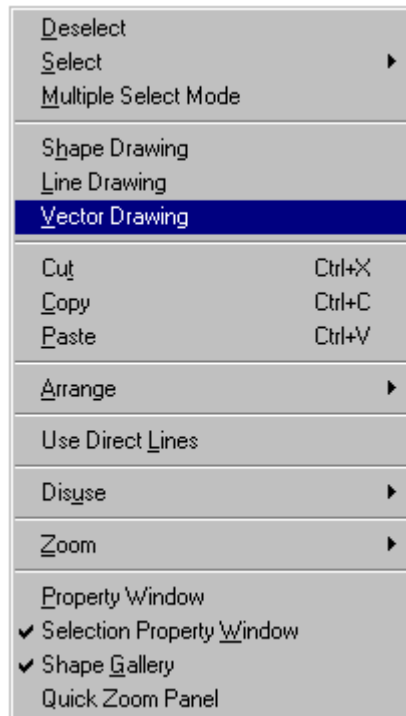 Deselect
Select
Multiple Select Mode
Shape Drawing
Line Drawing
Vector Drawing
Cut Ctrl+X
Copy Ctrl+C
Paste Ctrl+V
Arrange
Use Direct Lines
Disuse
Zoom
Property Window
Selection Property Window
Shape Gallery
Quick Zoom Panel